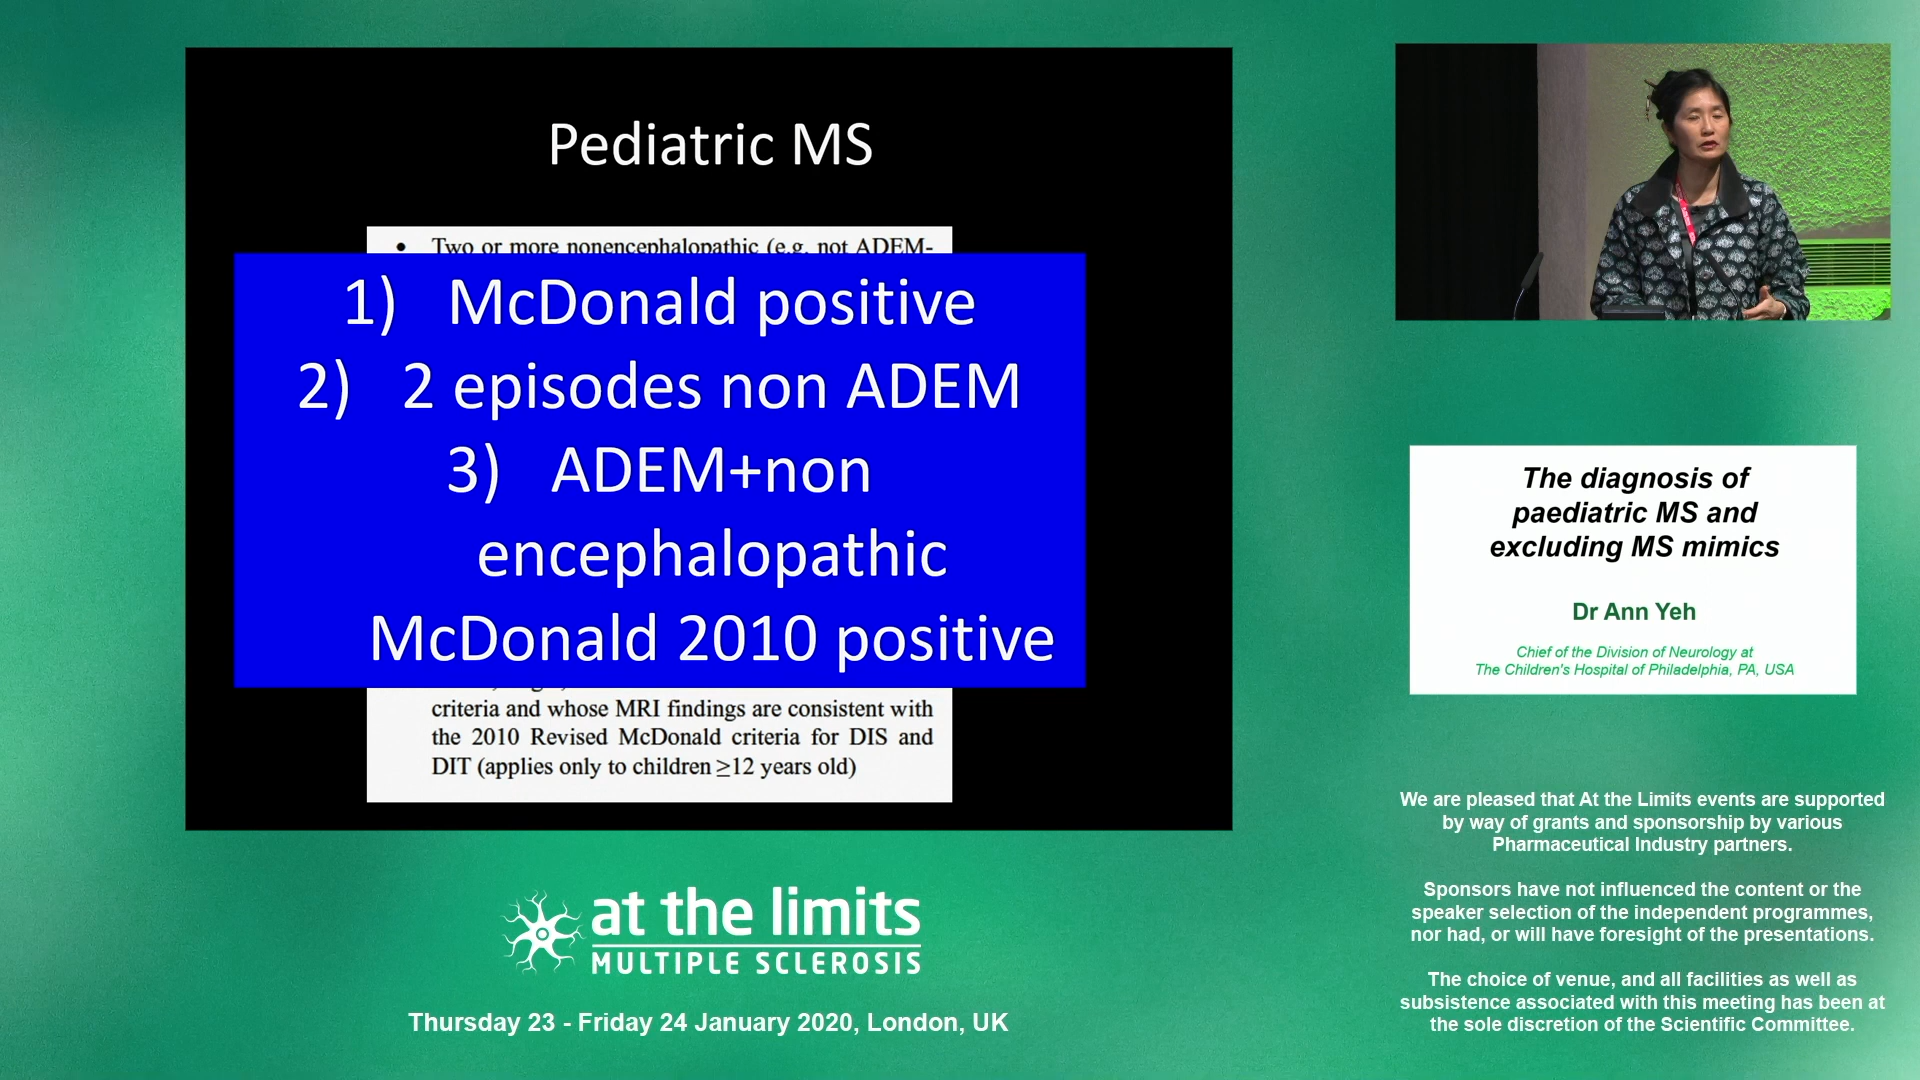 Pediatric MS
• Two or more nonencephalopathic (e.g. not ADEM-
1) McDonald positive
2) 2 episodes non ADEM
3) ADEM+non
encephalopathic
McDonald 2010 positive
criteria and whose MRI findings are consistent with
the 2010 Revised McDonald criteria for DIS and
DIT (applies only to children ≥12 years old)
at the limits
MULTIPLE SCLEROSIS
Thursday 23 - Friday 24 January 2020, London, UK
The diagnosis of
paediatric MS and
excluding MS mimics
Dr Ann Yeh
Chief of the Division of Neurology at
The Children's Hospital of Philadelphia, PA, USA
We are pleased that At the Limits events are supported
by way of grants and sponsorship by various
Pharmaceutical Industry partners.
Sponsors have not influenced the content or the
speaker selection of the independent programmes,
nor had, or will have foresight of the presentations.
The choice of venue, and all facilities as well as
subsistence associated with this meeting has been at
the sole discretion of the Scientific Committee.